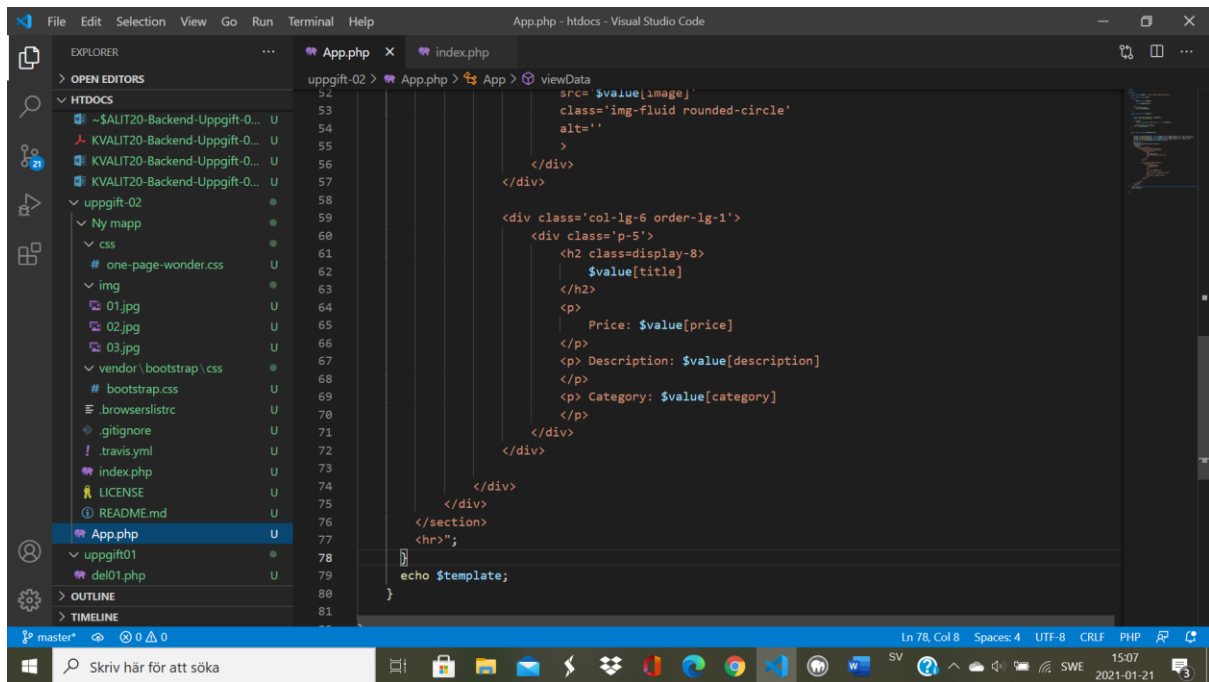 File Edit Selection View Go Run Terminal Help App.php - htdocs - Visual Studio Code
EXPLORER
App.php
index.php
OPEN EDITORS
uppgift-02 > App.php > App > viewData
HTDOCS
~$ALIT20-Backend-Uppgift-0... U
KVALIT20-Backend-Uppgift-0... U
KVALIT20-Backend-Uppgift-0... U
KVALIT20-Backend-Uppgift-0... U
uppgift-02
Ny mapp
css
# one-page-wonder.css U
img
01.jpg U
02.jpg U
03.jpg U
vendor\bootstrap\css
# bootstrap.css U
.browserslistrc U
.gitignore U
! .travis.yml U
index.php U
LICENSE U
README.md U
App.php U
uppgift01
del01.php U
OUTLINE
TIMELINE
21
52 src='$value[image]'
53 class='img-fluid rounded-circle'
54 alt=''
55 >
56 </div>
57 </div>
58
59 <div class='col-lg-6 order-lg-1'>
60 <div class='p-5'>
61 <h2 class=display-8>
62 $value[title]
63 </h2>
64 <p>
65 Price: $value[price]
66 </p>
67 <p> Description: $value[description]
68 </p>
69 <p> Category: $value[category]
70 </p>
71 </div>
72 </div>
73
74 </div>
75 </div>
76 </section>
77 <hr>";
78 }
79 echo $template;
80 }
81
master* 0 0 Ln 78, Col 8 Spaces: 4 UTF-8 CRLF PHP
Skriv här för att söka
SV
SWE
15:07
2021-01-21
3